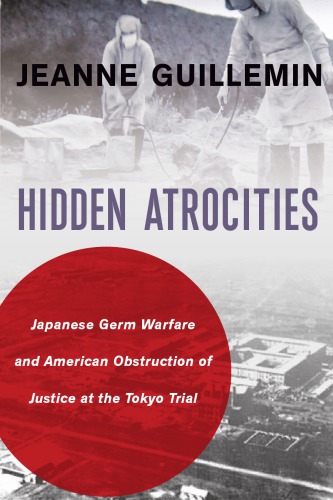 JEANNE GUILLEMIN
HIDDEN ATROCITIES
Japanese Germ Warfare
and American Obstruction of
Justice at the Tokyo Trial